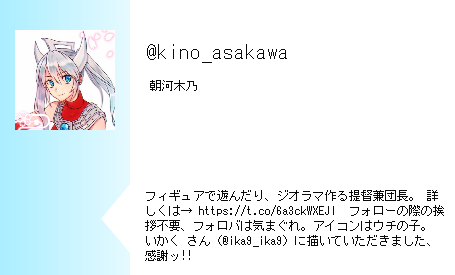 @kino_asakawa
朝河木乃
フィギュアで遊んだり、ジオラマ作る提督兼団長。 詳
しくは→ https://t.co/6a3ckWXEJI　フォローの際の挨
拶不要、フォロバは気まぐれ。アイコンはウチの子。
いかく さん（@ika9_ika9）に描いていただきました、
感謝ッ!!